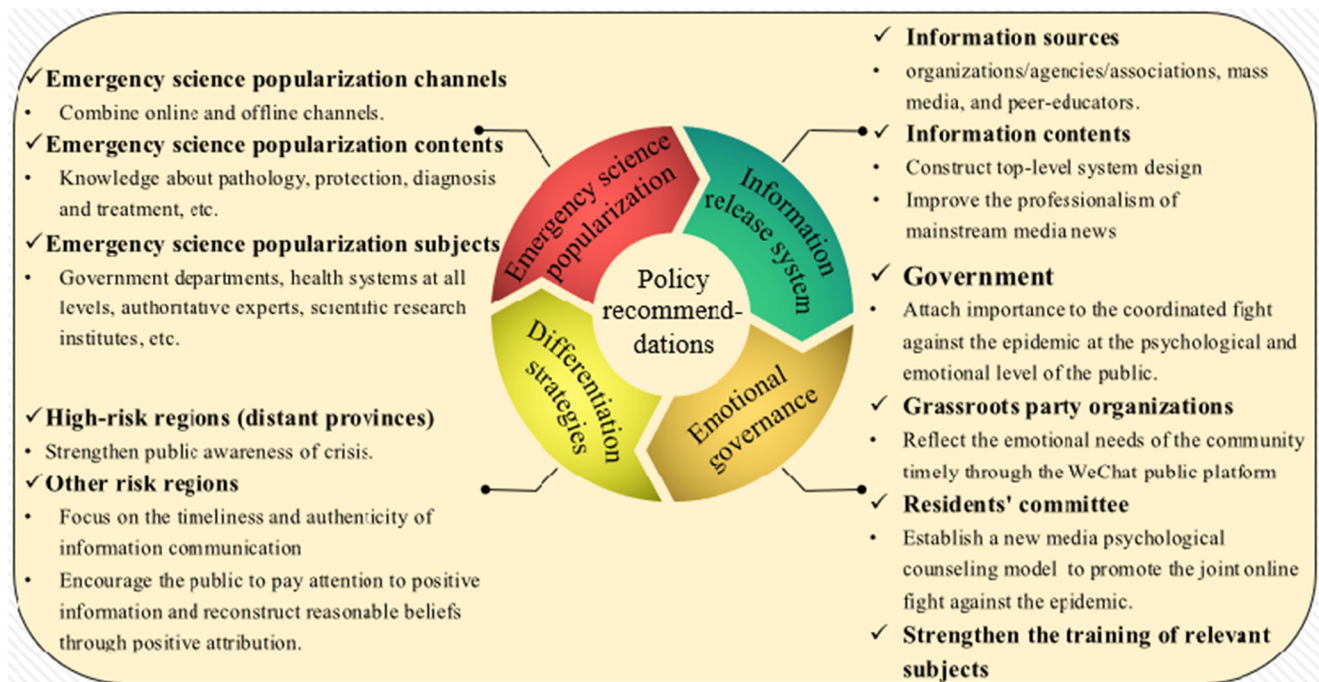 ✓ Emergency science popularization channels
• Combine online and offline channels.
✓ Emergency science popularization contents
• Knowledge about pathology, protection, diagnosis
and treatment, etc.
✓ Emergency science popularization subjects
• Government departments, health systems at all
levels, authoritative experts, scientific research
institutes, etc.
✓ High-risk regions (distant provinces)
• Strengthen public awareness of crisis.
✓ Other risk regions
• Focus on the timeliness and authenticity of
information communication
• Encourage the public to pay attention to positive
information and reconstruct reasonable beliefs
through positive attribution.
Emergency science
popularization
Information
release system
Policy
recommend-
dations
Differentiation
strategies
Emotional
governance
✓ Information sources
• organizations/agencies/associations, mass
media, and peer-educators.
✓ Information contents
• Construct top-level system design
• Improve the professionalism of
mainstream media news
✓ Government
• Attach importance to the coordinated fight
against the epidemic at the psychological and
emotional level of the public.
✓ Grassroots party organizations
• Reflect the emotional needs of the community
timely through the WeChat public platform
✓ Residents' committee
• Establish a new media psychological
counseling model to promote the joint online
fight against the epidemic.
✓ Strengthen the training of relevant
subjects